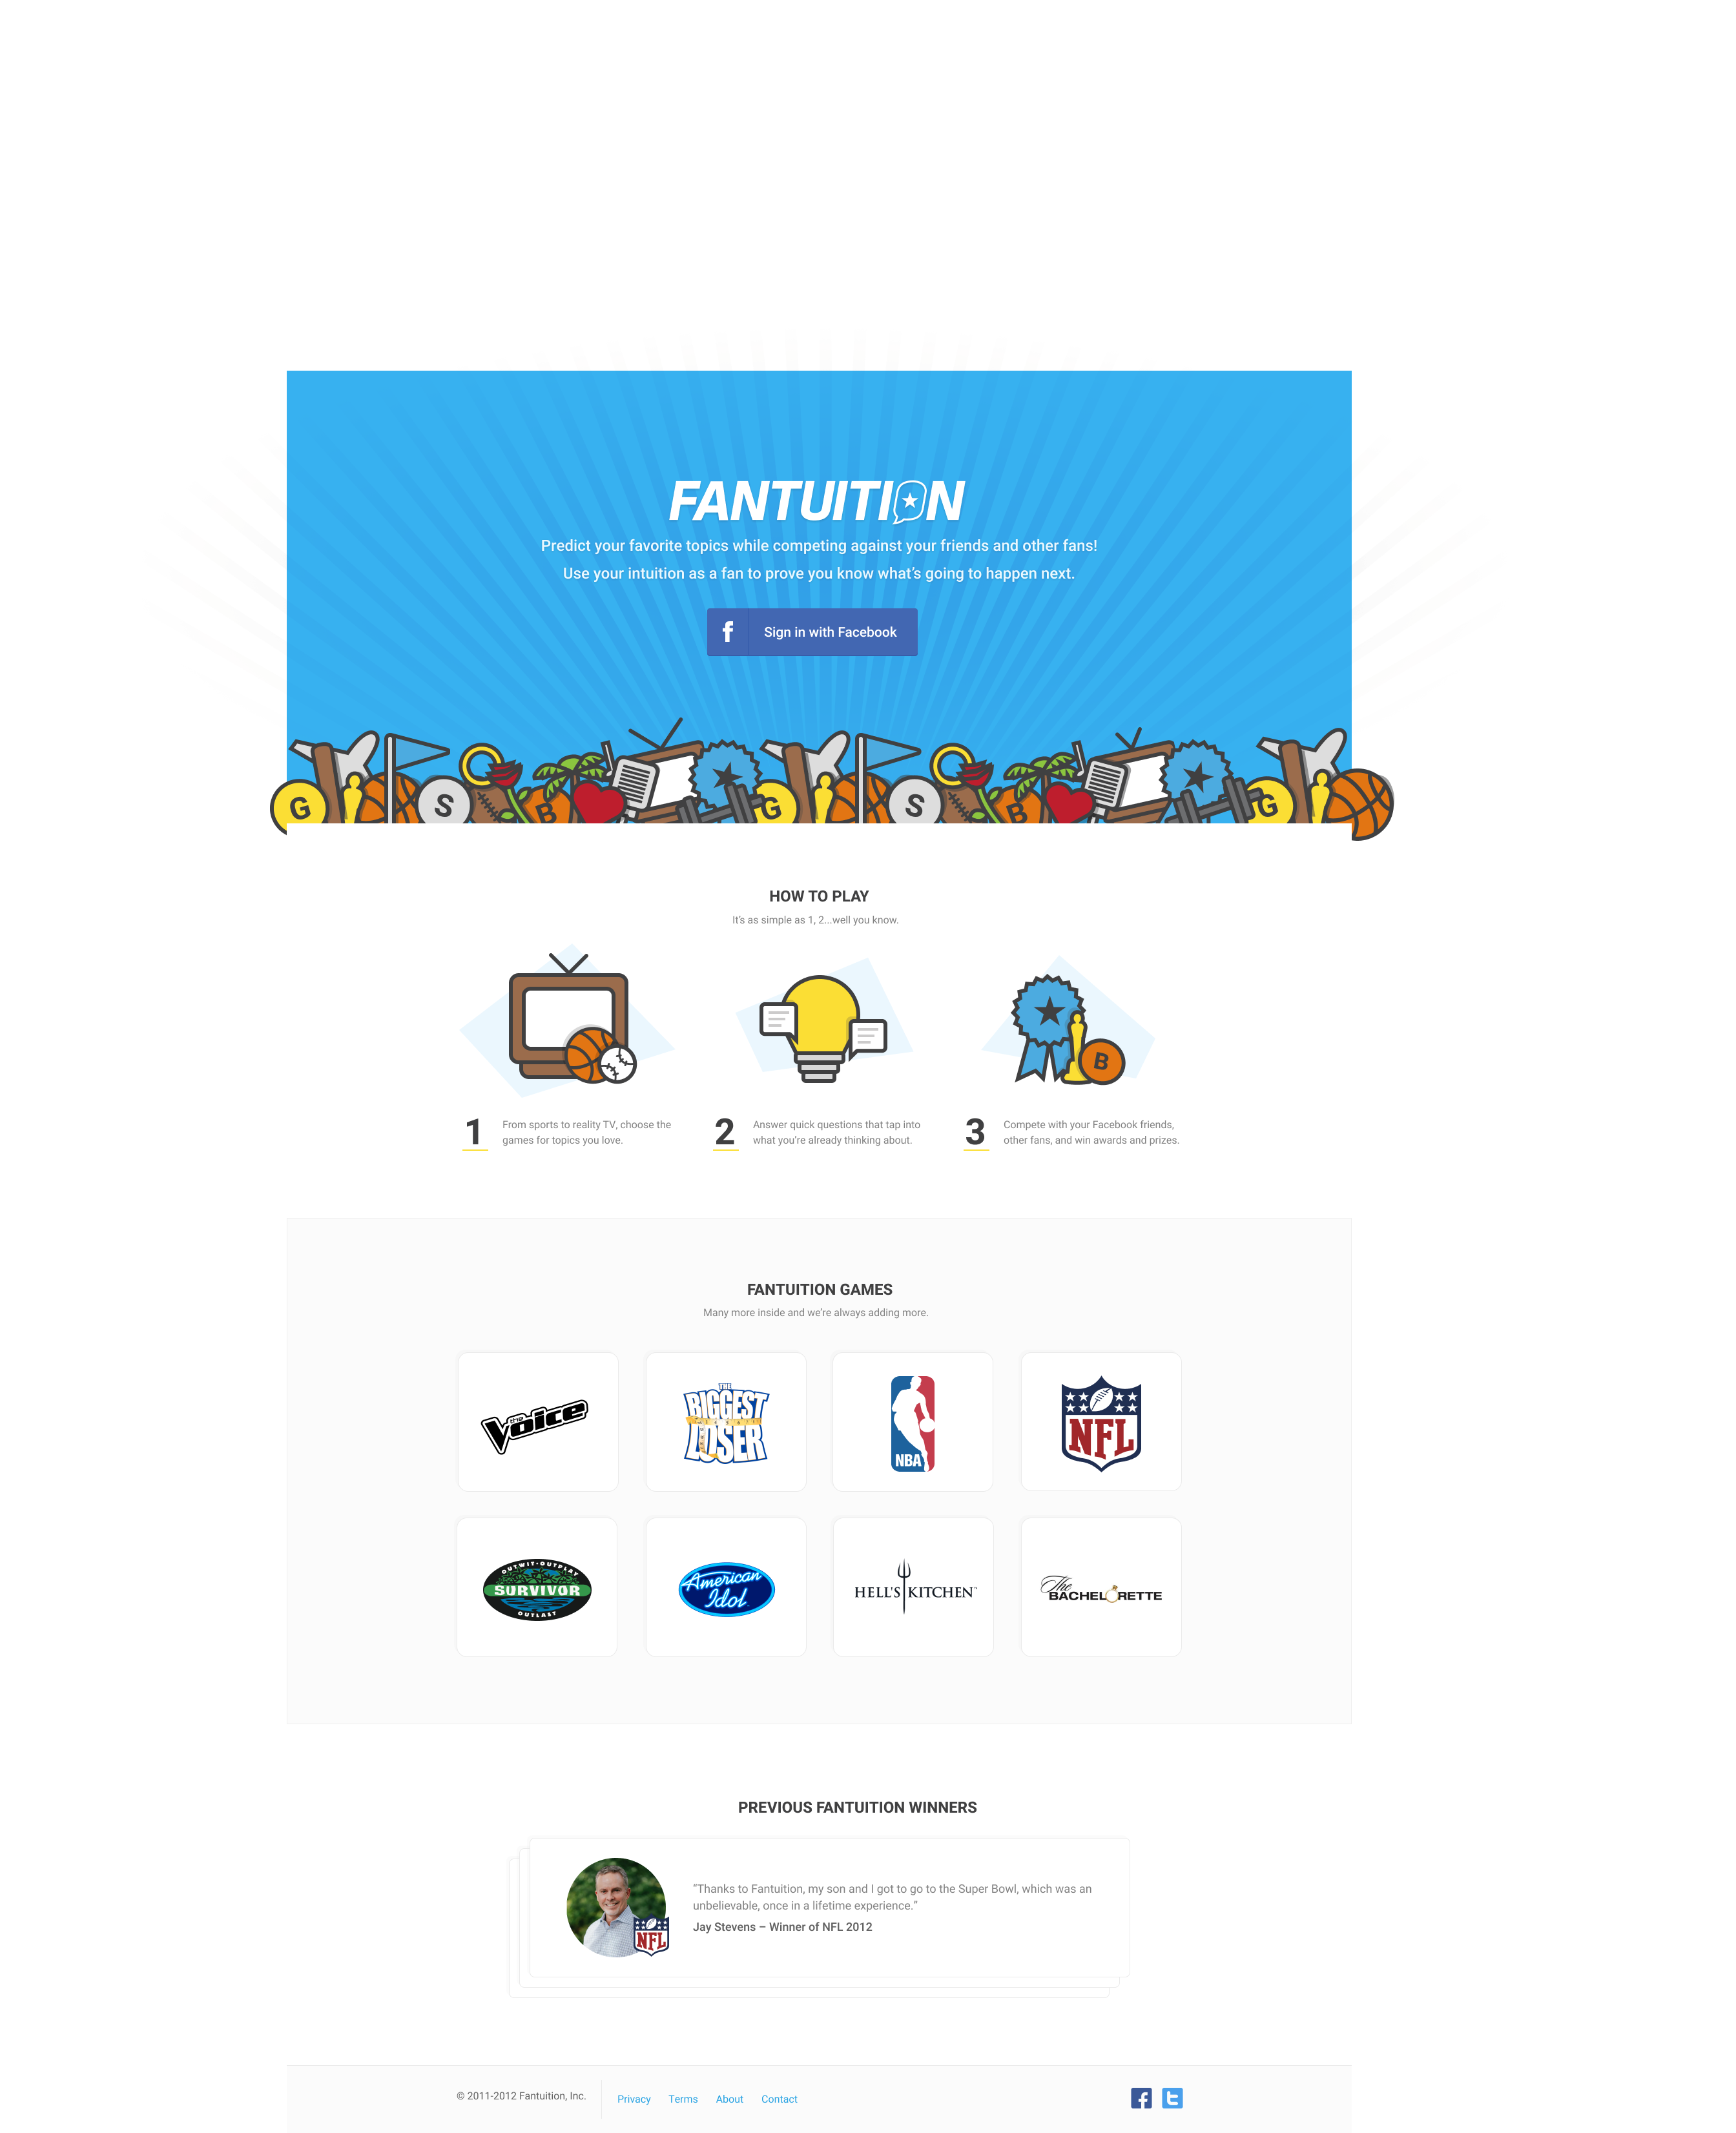 FANTUITION
Predict your favorite topics while competing against your friends and other fans!
Use your intuition as a fan to prove you know what’s going to happen next.
f Sign in with Facebook
G S B G S B G
HOW TO PLAY
It’s as simple as 1, 2...well you know.
B
1 From sports to reality TV, choose the
games for topics you love.
2 Answer quick questions that tap into
what you’re already thinking about.
3 Compete with your Facebook friends,
other fans, and win awards and prizes.
FANTUITION GAMES
Many more inside and we’re always adding more.
the Voice
THE
BIGGEST
LOSER
NBA
NFL
OUTWIT·OUTPLAY
SURVIVOR
OUTLAST
American
Idol
HELL'S KITCHEN™
The
BACHELORETTE
PREVIOUS FANTUITION WINNERS
“Thanks to Fantuition, my son and I got to go to the Super Bowl, which was an
unbelievable, once in a lifetime experience.”
Jay Stevens – Winner of NFL 2012
NFL
© 2011-2012 Fantuition, Inc. Privacy Terms About Contact